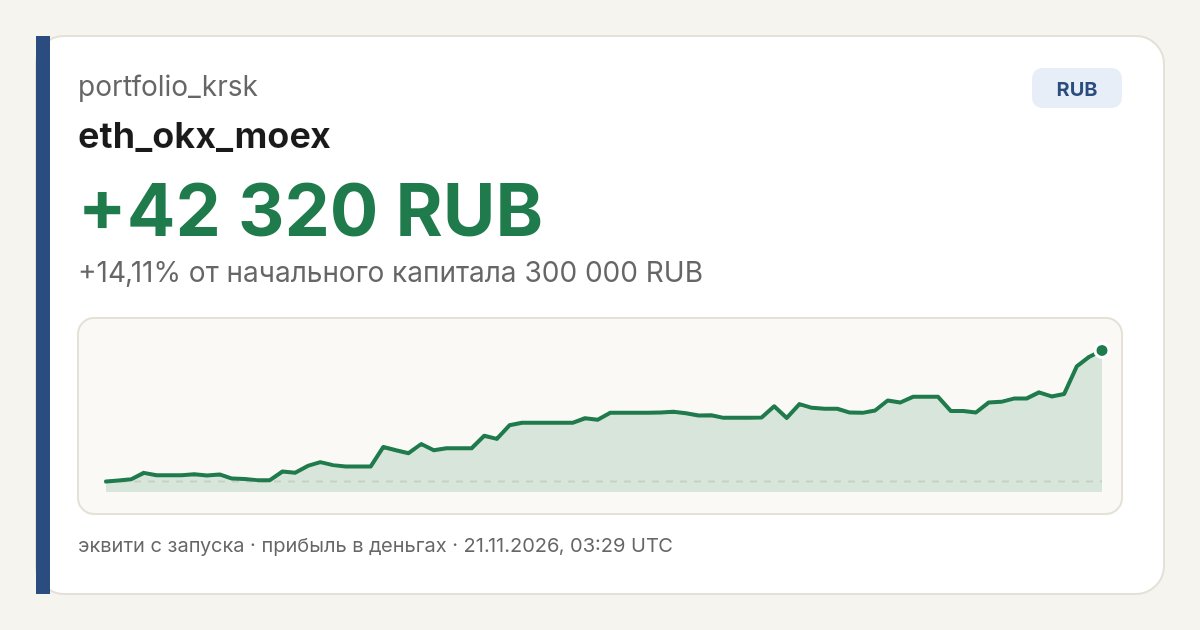 portfolio_krsk
RUB
eth_okx_moex
+42 320 RUB
+14,11% от начального капитала 300 000 RUB
эквити с запуска · прибыль в деньгах · 21.11.2026, 03:29 UTC